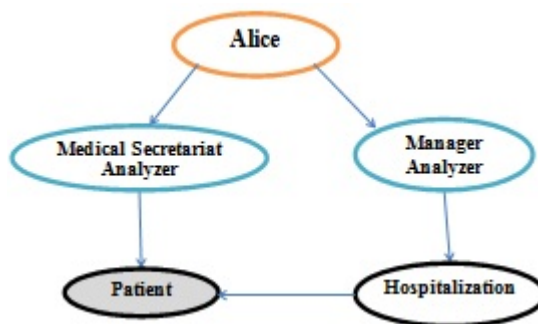 Alice
Medical Secretariat
Analyzer
Manager
Analyzer
Patient
Hospitalization